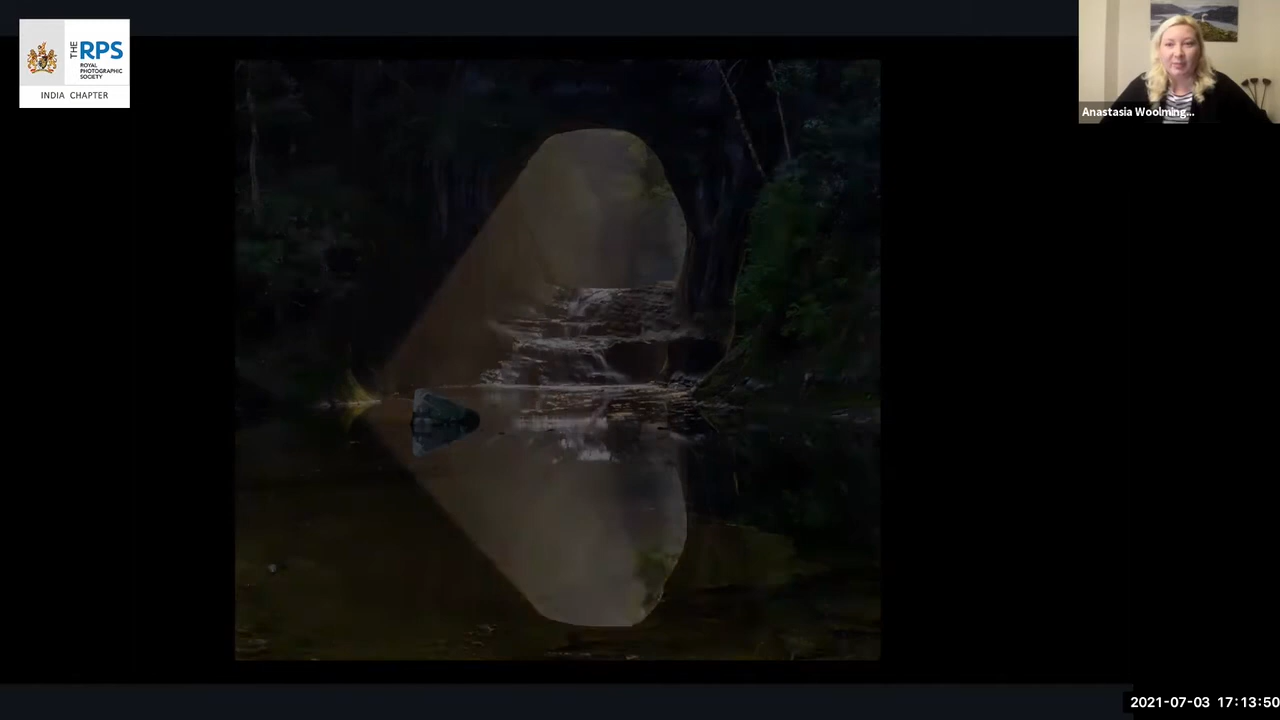 THE RPS
ROYAL
PHOTOGRAPHIC
SOCIETY
INDIA CHAPTER
Anastasia Woolming...
2021-07-03 17:13:50